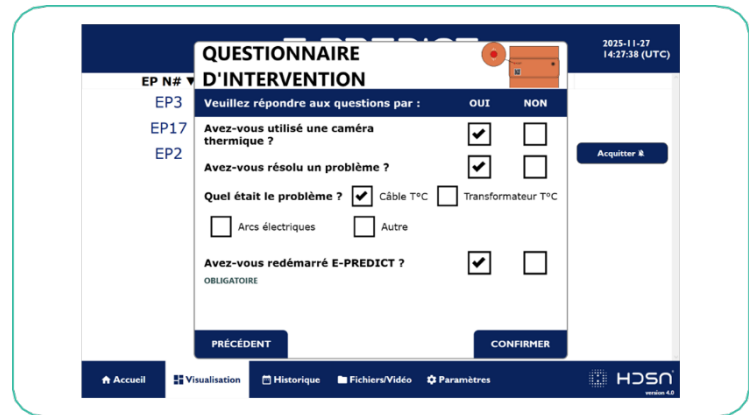 2025-11-27
14:27:38 (UTC)
QUESTIONNAIRE
D'INTERVENTION
EP N# ▼
EP3
EP17
EP2
Veuillez répondre aux questions par : OUI NON
Avez-vous utilisé une caméra
thermique ?
Avez-vous résolu un problème ?
Quel était le problème ? Câble T°C Transformateur T°C
Arcs électriques Autre
Avez-vous redémarré E-PREDICT ?
OBLIGATOIRE
PRÉCÉDENT CONFIRMER
Acquitter
Accueil Visualisation Historique Fichiers/Vidéo Paramètres
HDSN
version 4.0